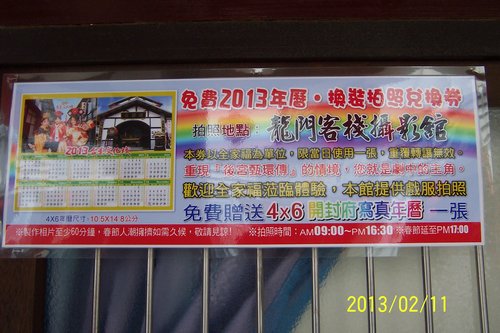 免費2013年曆·換裝拍照兌換券
拍照地點：龍門客棧攝影館
本券以全家福為單位，限當日使用一張，重覆轉讓無效。
重現『後宮甄環傳』的情境，您就是劇中的主角。
歡迎全家福蒞臨體驗，本館提供戲服拍照
免費贈送 4x6 開封府寫真年曆 一張
2013
4X6年曆尺寸：10.5X14.8公分
※製作相片至少60分鐘，春節人潮擁擠如需久候，敬請見諒！
※拍照時間：AM09:00~PM16:30 ※春節延至PM17:00
2013/02/11